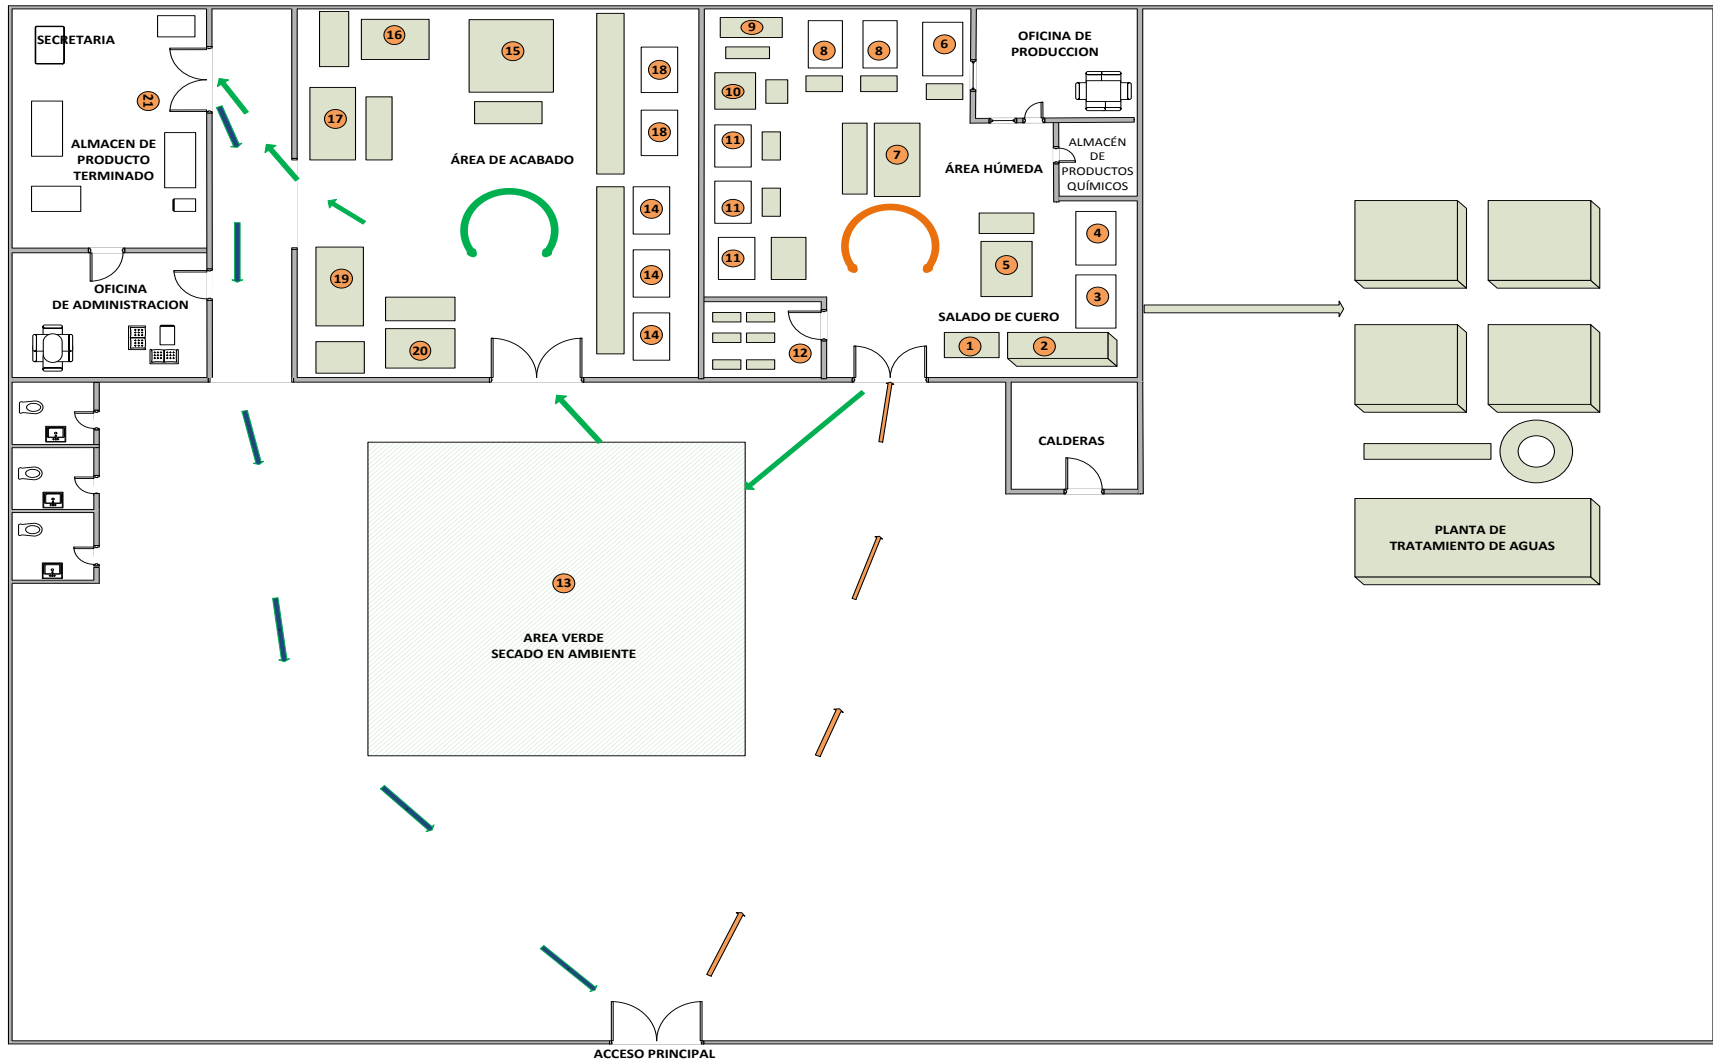 SECRETARIA
21
ALMACEN DE
PRODUCTO
TERMINADO
OFICINA
DE ADMINISTRACION
16
15
18
17
18
ÁREA DE ACABADO
14
19
14
14
20
9
8
8
6
10
11
7
11
11
ÁREA HÚMEDA
OFICINA DE
PRODUCCION
ALMACÉN
DE
PRODUCTOS
QUÍMICOS
4
5
3
SALADO DE CUERO
1
2
12
CALDERAS
13
AREA VERDE
SECADO EN AMBIENTE
PLANTA DE
TRATAMIENTO DE AGUAS
ACCESO PRINCIPAL